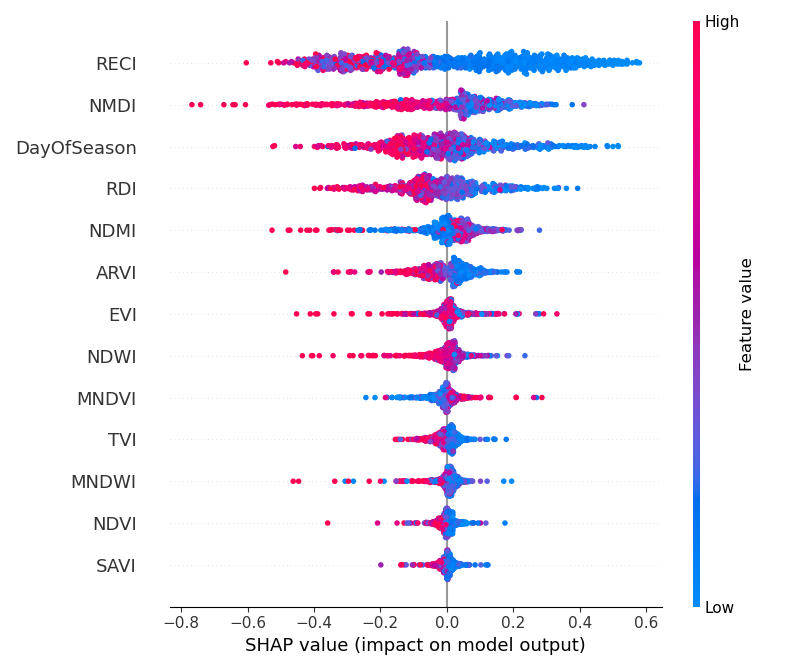 High
RECI
NMDI
DayOfSeason
RDI
NDMI
ARVI
EVI
NDWI
MNDVI
TVI
MNDWI
NDVI
SAVI
Feature value
Low
−0.8 −0.6 −0.4 −0.2 0.0 0.2 0.4 0.6
SHAP value (impact on model output)